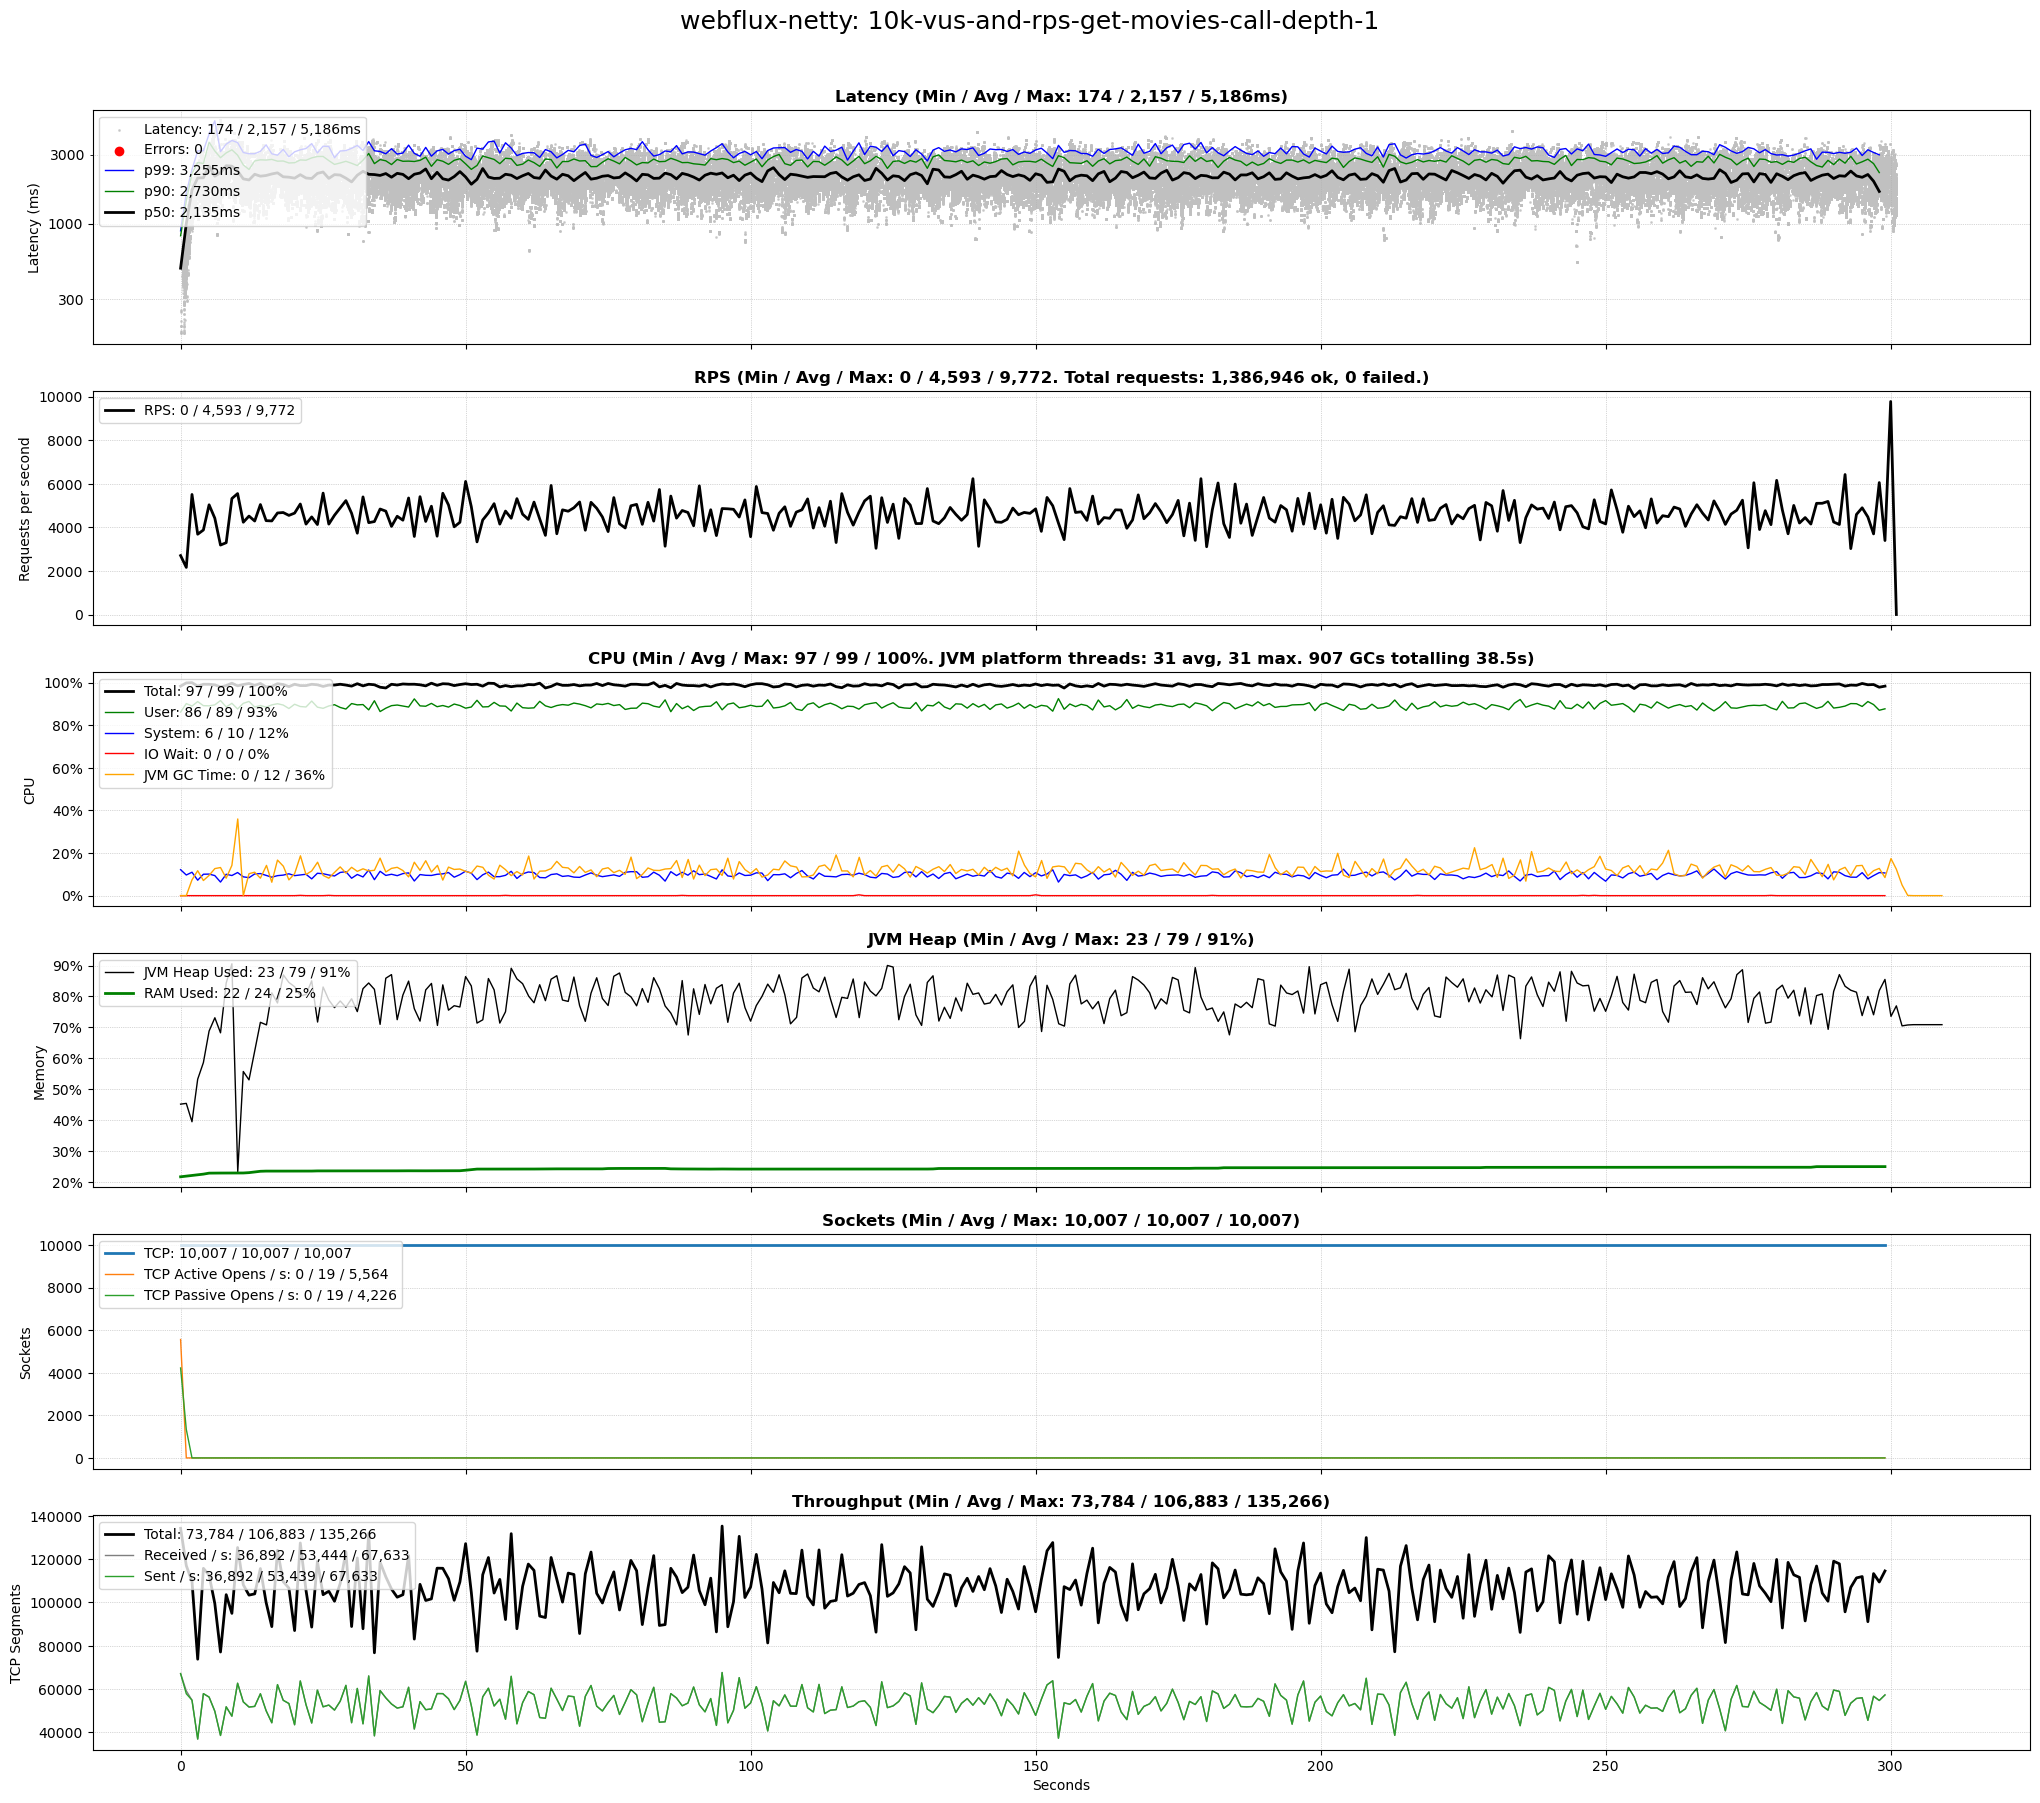 webflux-netty: 10k-vus-and-rps-get-movies-call-depth-1
Latency (Min / Avg / Max: 174 / 2,157 / 5,186ms)
Latency: 174 / 2,157 / 5,186ms
Errors: 0
p99: 3,255ms
p90: 2,730ms
p50: 2,135ms
Latency (ms)
3000
1000
300
RPS (Min / Avg / Max: 0 / 4,593 / 9,772. Total requests: 1,386,946 ok, 0 failed.)
RPS: 0 / 4,593 / 9,772
Requests per second
10000
8000
6000
4000
2000
0
CPU (Min / Avg / Max: 97 / 99 / 100%. JVM platform threads: 31 avg, 31 max. 907 GCs totalling 38.5s)
Total: 97 / 99 / 100%
User: 86 / 89 / 93%
System: 6 / 10 / 12%
IO Wait: 0 / 0 / 0%
JVM GC Time: 0 / 12 / 36%
CPU
100%
80%
60%
40%
20%
0%
JVM Heap (Min / Avg / Max: 23 / 79 / 91%)
JVM Heap Used: 23 / 79 / 91%
RAM Used: 22 / 24 / 25%
Memory
90%
80%
70%
60%
50%
40%
30%
20%
Sockets (Min / Avg / Max: 10,007 / 10,007 / 10,007)
TCP: 10,007 / 10,007 / 10,007
TCP Active Opens / s: 0 / 19 / 5,564
TCP Passive Opens / s: 0 / 19 / 4,226
Sockets
10000
8000
6000
4000
2000
0
Throughput (Min / Avg / Max: 73,784 / 106,883 / 135,266)
Total: 73,784 / 106,883 / 135,266
Received / s: 36,892 / 53,444 / 67,633
Sent / s: 36,892 / 53,439 / 67,633
TCP Segments
140000
120000
100000
80000
60000
40000
0 50 100 150 200 250 300
Seconds